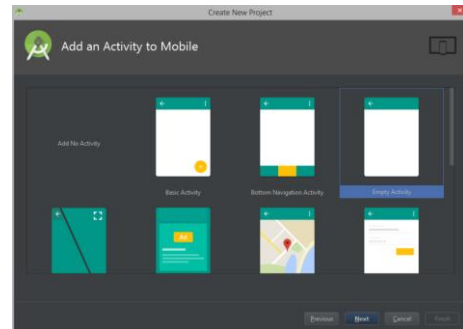 Create New Project
Add an Activity to Mobile
Add No Activity
Basic Activity
Bottom Navigation Activity
Empty Activity
Ad
Previous
Next
Cancel
Finish